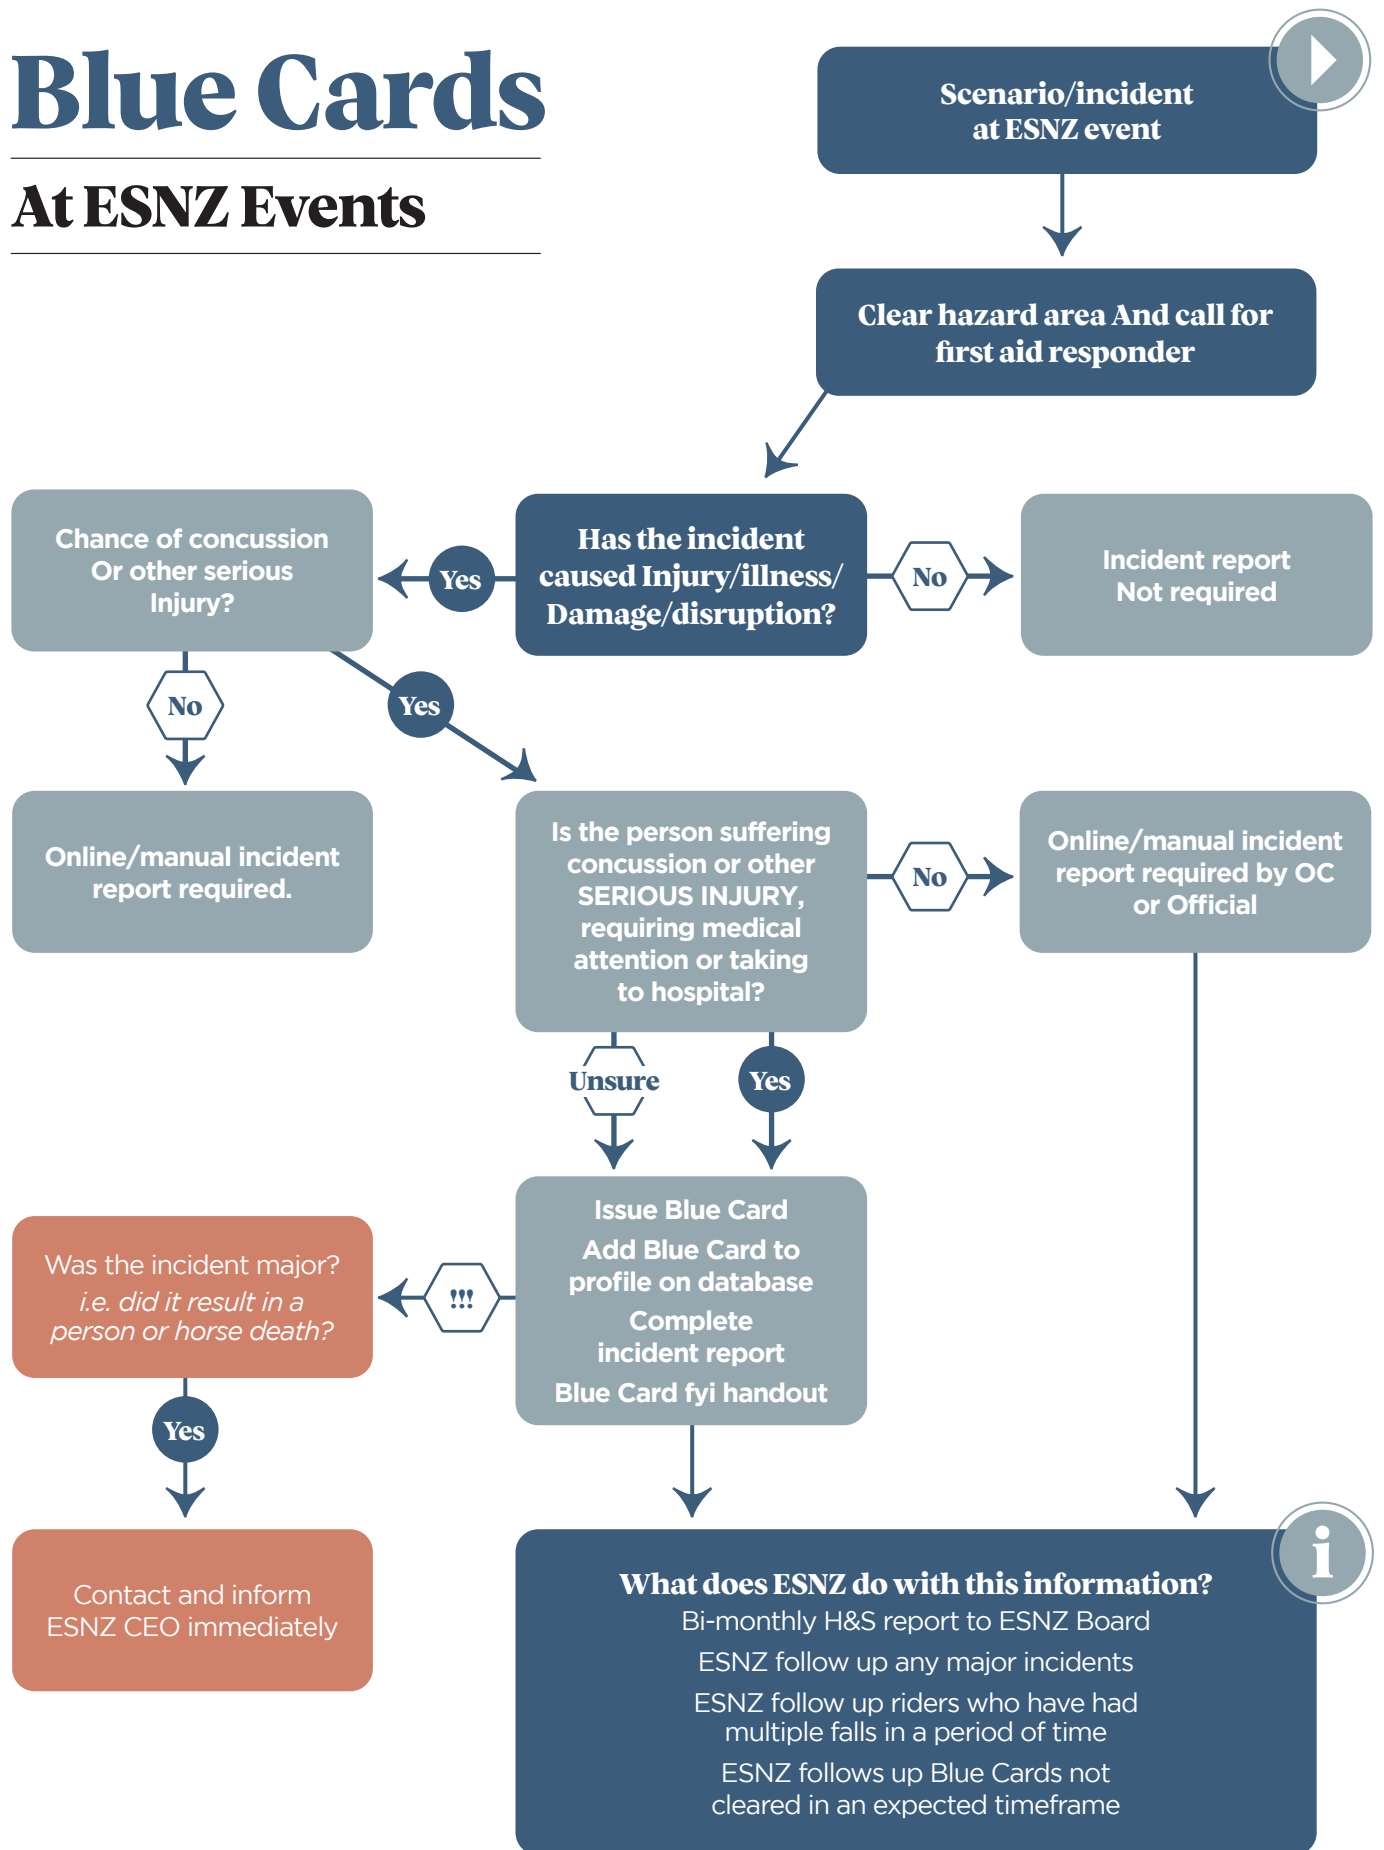 Blue Cards
At ESNZ Events
Scenario/incident
at ESNZ event
Clear hazard area And call for
first aid responder
Has the incident
caused Injury/illness/
Damage/disruption?
Yes
No
Chance of concussion
Or other serious
Injury?
Incident report
Not required
No
Yes
Online/manual incident
report required.
Is the person suffering
concussion or other
SERIOUS INJURY,
requiring medical
attention or taking
to hospital?
No
Online/manual incident
report required by OC
or Official
Unsure
Yes
Issue Blue Card
Add Blue Card to
profile on database
Complete
incident report
Blue Card fyi handout
!!!
Was the incident major?
i.e. did it result in a
person or horse death?
Yes
Contact and inform
ESNZ CEO immediately
i
What does ESNZ do with this information?
Bi-monthly H&S report to ESNZ Board
ESNZ follow up any major incidents
ESNZ follow up riders who have had
multiple falls in a period of time
ESNZ follows up Blue Cards not
cleared in an expected timeframe